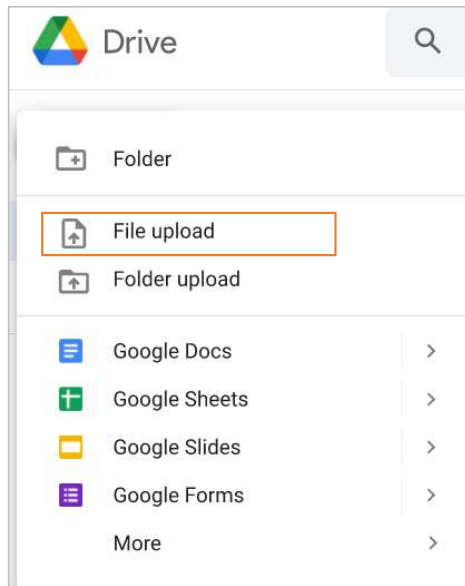 Drive
Folder
File upload
Folder upload
Google Docs
Google Sheets
Google Slides
Google Forms
More